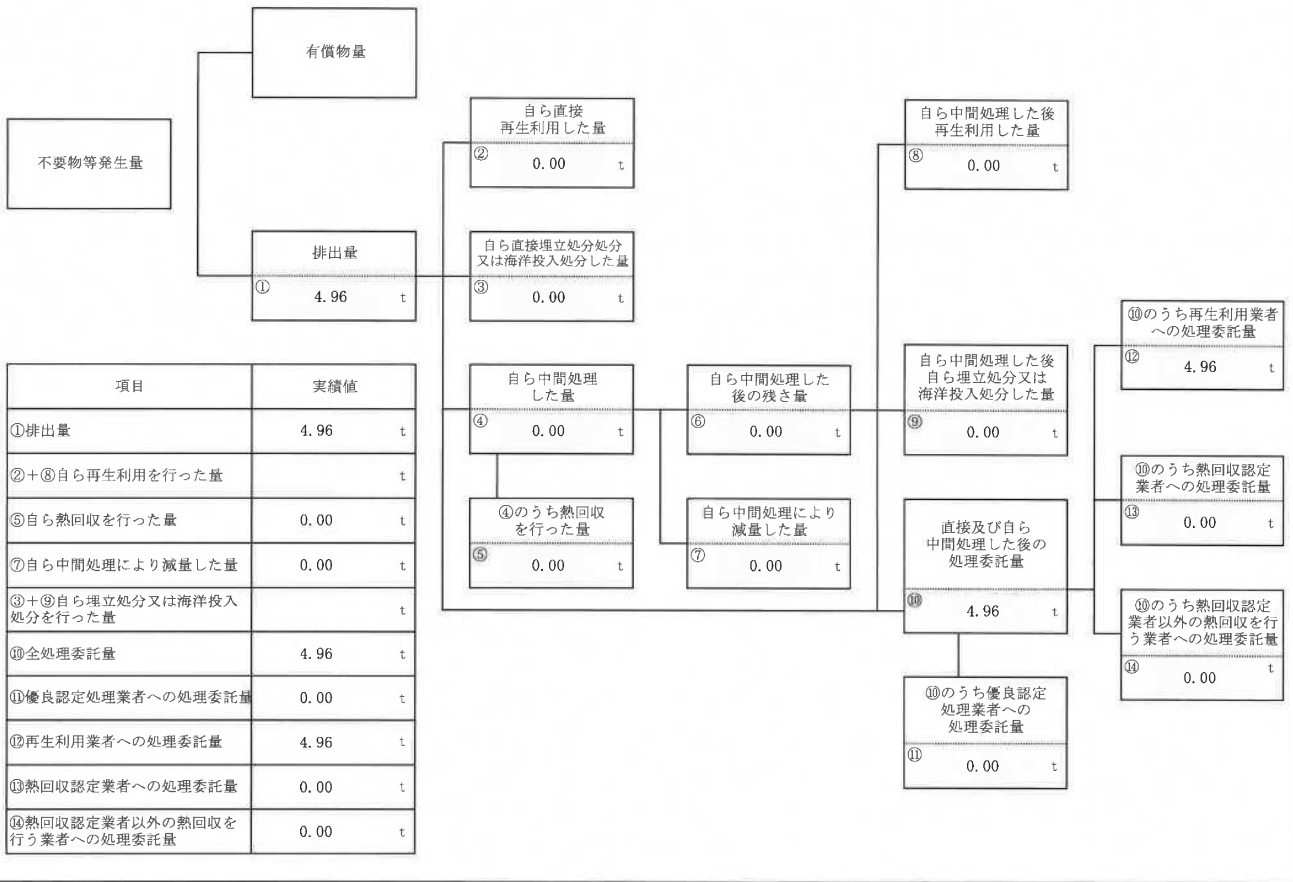 有償物量
不要物等発生量
排出量
① 4.96 t
自ら直接
再生利用した量
② 0.00 t
自ら直接埋立処分処分
又は海洋投入処分した量
③ 0.00 t
自ら中間処理
した量
④ 0.00 t
④のうち熱回収
を行った量
⑤ 0.00 t
自ら中間処理した
後の残さ量
⑥ 0.00 t
自ら中間処理により
減量した量
⑦ 0.00 t
自ら中間処理した後
再生利用した量
⑧ 0.00 t
自ら中間処理した後
自ら埋立処分又は
海洋投入処分した量
⑨ 0.00 t
直接及び自ら
中間処理した後の
処理委託量
⑩ 4.96 t
⑩のうち優良認定
処理業者への
処理委託量
⑪ 0.00 t
⑩のうち再生利用業者
への処理委託量
⑫ 4.96 t
⑩のうち熱回収認定
業者への処理委託量
⑬ 0.00 t
⑩のうち熱回収認定
業者以外の熱回収を行
う業者への処理委託量
⑭ 0.00 t
項目 実績値
①排出量 4.96 t
②+⑧自ら再生利用を行った量 t
⑤自ら熱回収を行った量 0.00 t
⑦自ら中間処理により減量した量 0.00 t
③+⑨自ら埋立処分又は海洋投入
処分を行った量 t
⑩全処理委託量 4.96 t
⑪優良認定処理業者への処理委託量 0.00 t
⑫再生利用業者への処理委託量 4.96 t
⑬熱回収認定業者への処理委託量 0.00 t
⑭熱回収認定業者以外の熱回収を
行う業者への処理委託量 0.00 t